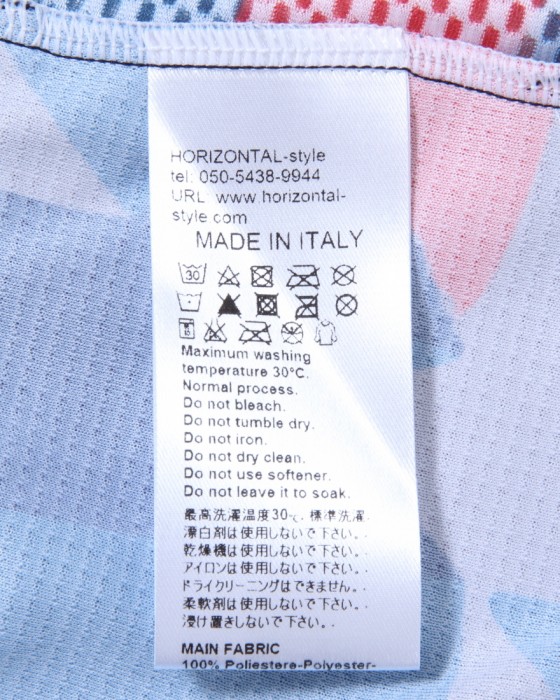 HORIZONTAL-style
tel: 050-5438-9944
URL www horizontal-
style com
MADE IN ITALY
30
Maximum washing
temperature 30°C.
Normal process.
Do not bleach.
Do not tumble dry.
Do not iron.
Do not dry clean.
Do not use softener.
Do not leave it to soak.
最高洗濯温度30℃. 標準洗濯.
漂白剤は使用しないで下さい。
乾燥機は使用しないで下さい。
アイロンは使用しないで下さい。
ドライクリーニングはできません。
柔軟剤は使用しないで下さい。
浸け置きしないで下さい。
MAIN FABRIC
100% Poliestere-Polyester-